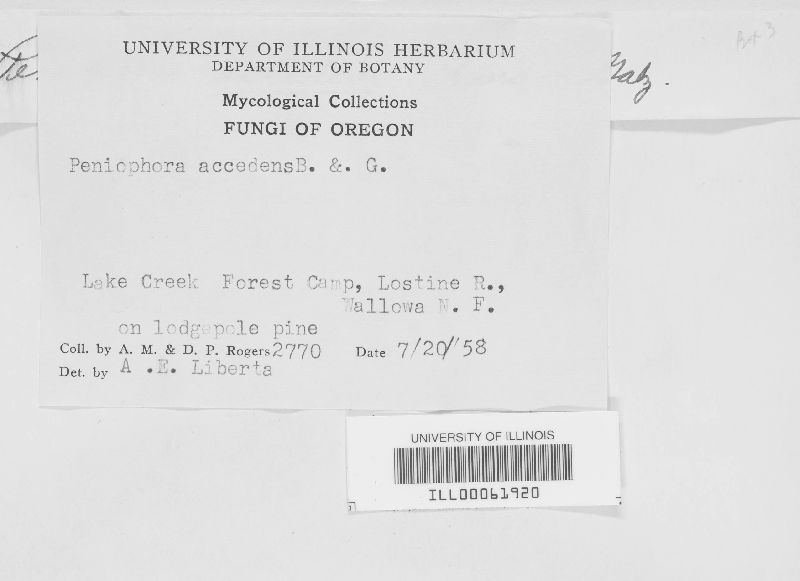 UNIVERSITY OF ILLINOIS HERBARIUM
DEPARTMENT OF BOTANY
Mycological Collections
FUNGI OF OREGON
Peniophora accedensB. &. G.
Lake Creek Forest Camp, Lostine R.,
Wallowa N. F.
on lodgepole pine
Coll. by A. M. & D. P. Rogers 2770 Date 7/20/'58
Det. by A .E. Liberta
UNIVERSITY OF ILLINOIS
ILL00061920